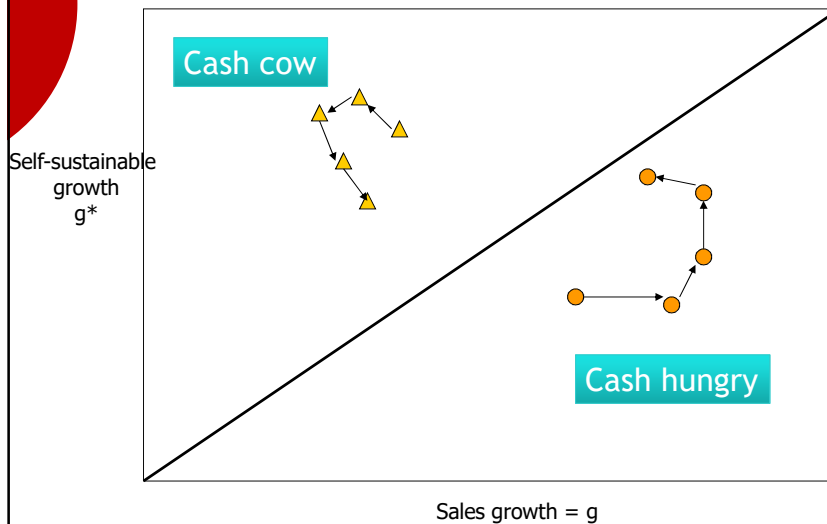 Cash cow
Self-sustainable
growth
g*
Cash hungry
Sales growth = g